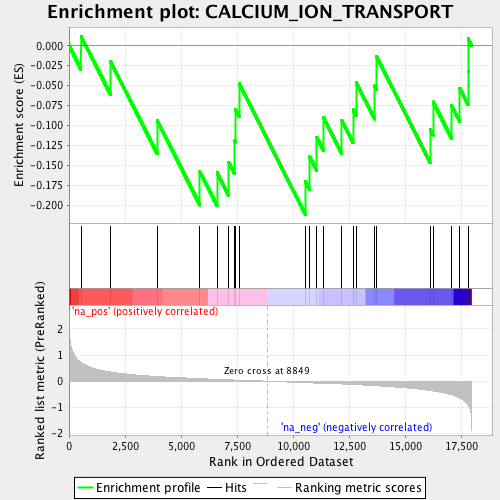 Enrichment plot: CALCIUM_ION_TRANSPORT
Enrichment score (ES)
0.000
-0.025
-0.050
-0.075
-0.100
-0.125
-0.150
-0.175
-0.200
'na_pos' (positively correlated)
Ranked list metric (PreRanked)
2
1
0
-1
-2
Zero cross at 8849
'na_neg' (negatively correlated)
0
2,500
5,000
7,500
10,000
12,500
15,000
17,500
Rank in Ordered Dataset
Enrichment profile
Hits
Ranking metric scores